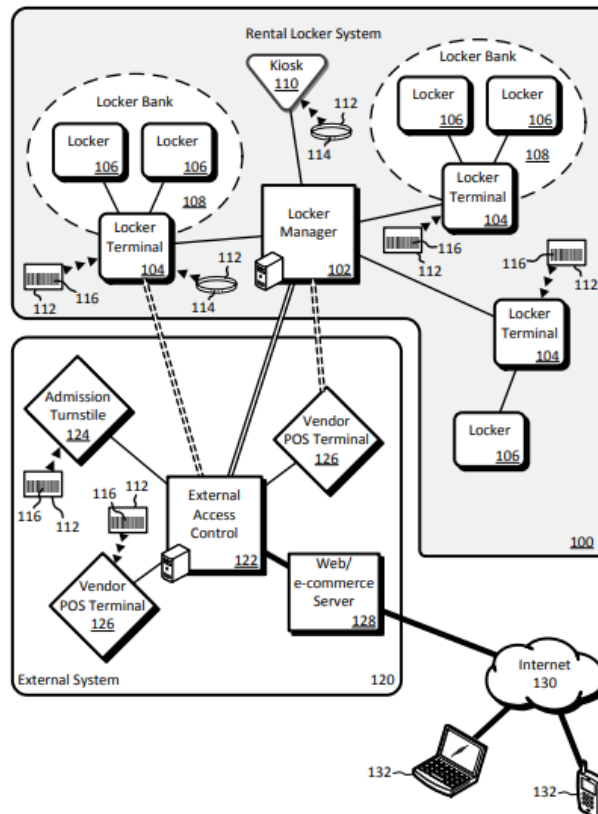 Rental Locker System
Kiosk
110
112
114
Locker Bank
Locker
106
Locker
106
108
Locker
Terminal
104
116
112
112
114
Locker
Manager
102
Locker Bank
Locker
106
Locker
106
108
Locker
Terminal
104
116
112
116
112
Locker
Terminal
104
Locker
106
100
Admission
Turnstile
124
116
112
Vendor
POS Terminal
126
External
Access
Control
122
116
112
Vendor
POS Terminal
126
Web/
e-commerce
Server
128
External System
120
Internet
130
132
132